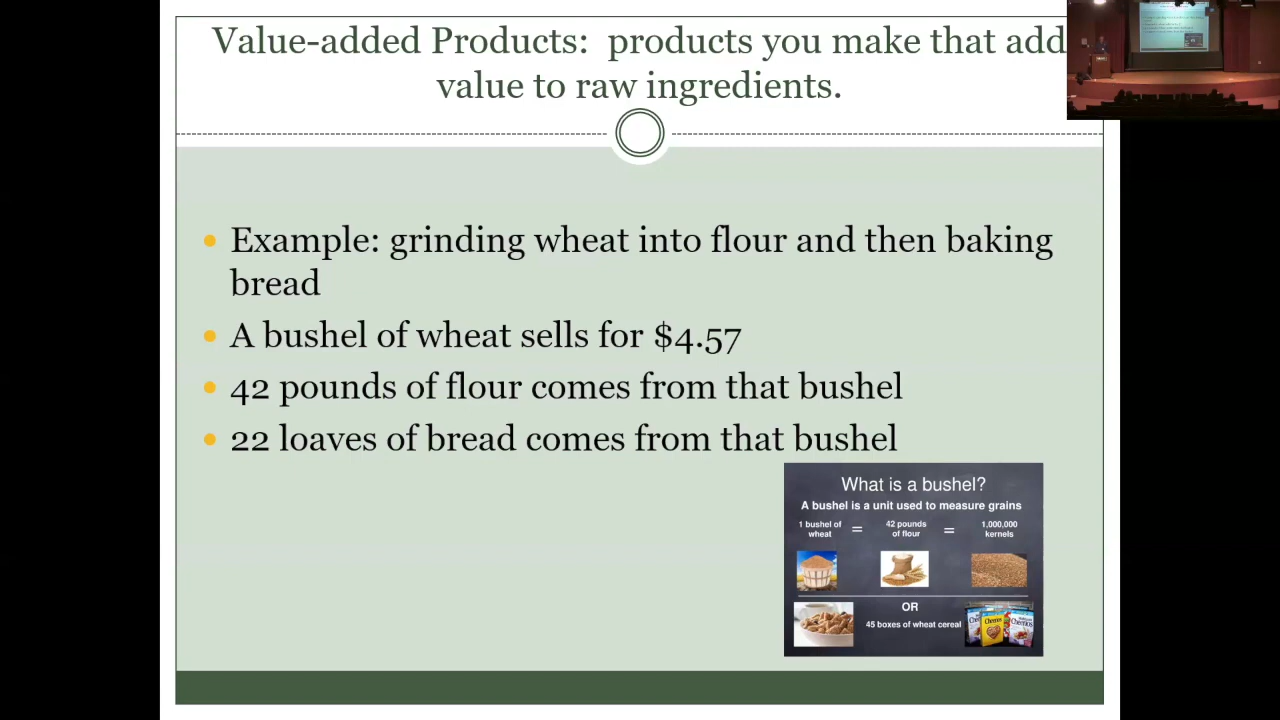 Value-added Products:  products you make that add
value to raw ingredients.
Example: grinding wheat into flour and then baking
bread
A bushel of wheat sells for $4.57
42 pounds of flour comes from that bushel
22 loaves of bread comes from that bushel
What is a bushel?
A bushel is a unit used to measure grains
1 bushel of
wheat
=
42 pounds
of flour
=
1,000,000
kernels
OR
45 boxes of wheat cereal
Cheerios
Cheerios